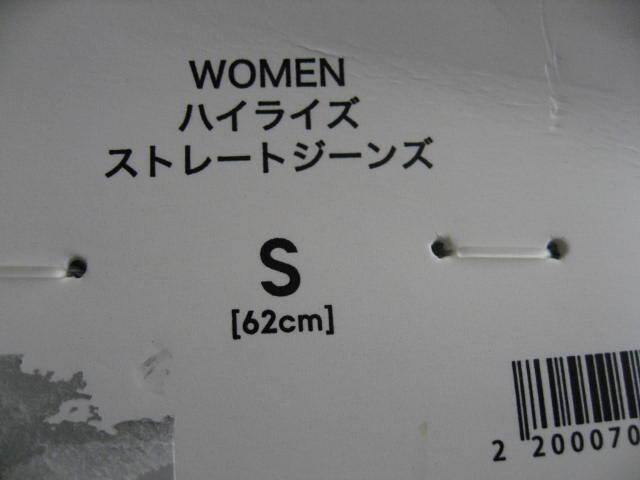 WOMEN
ハイライズ
ストレートジーンズ
S
[62cm]
2 200070